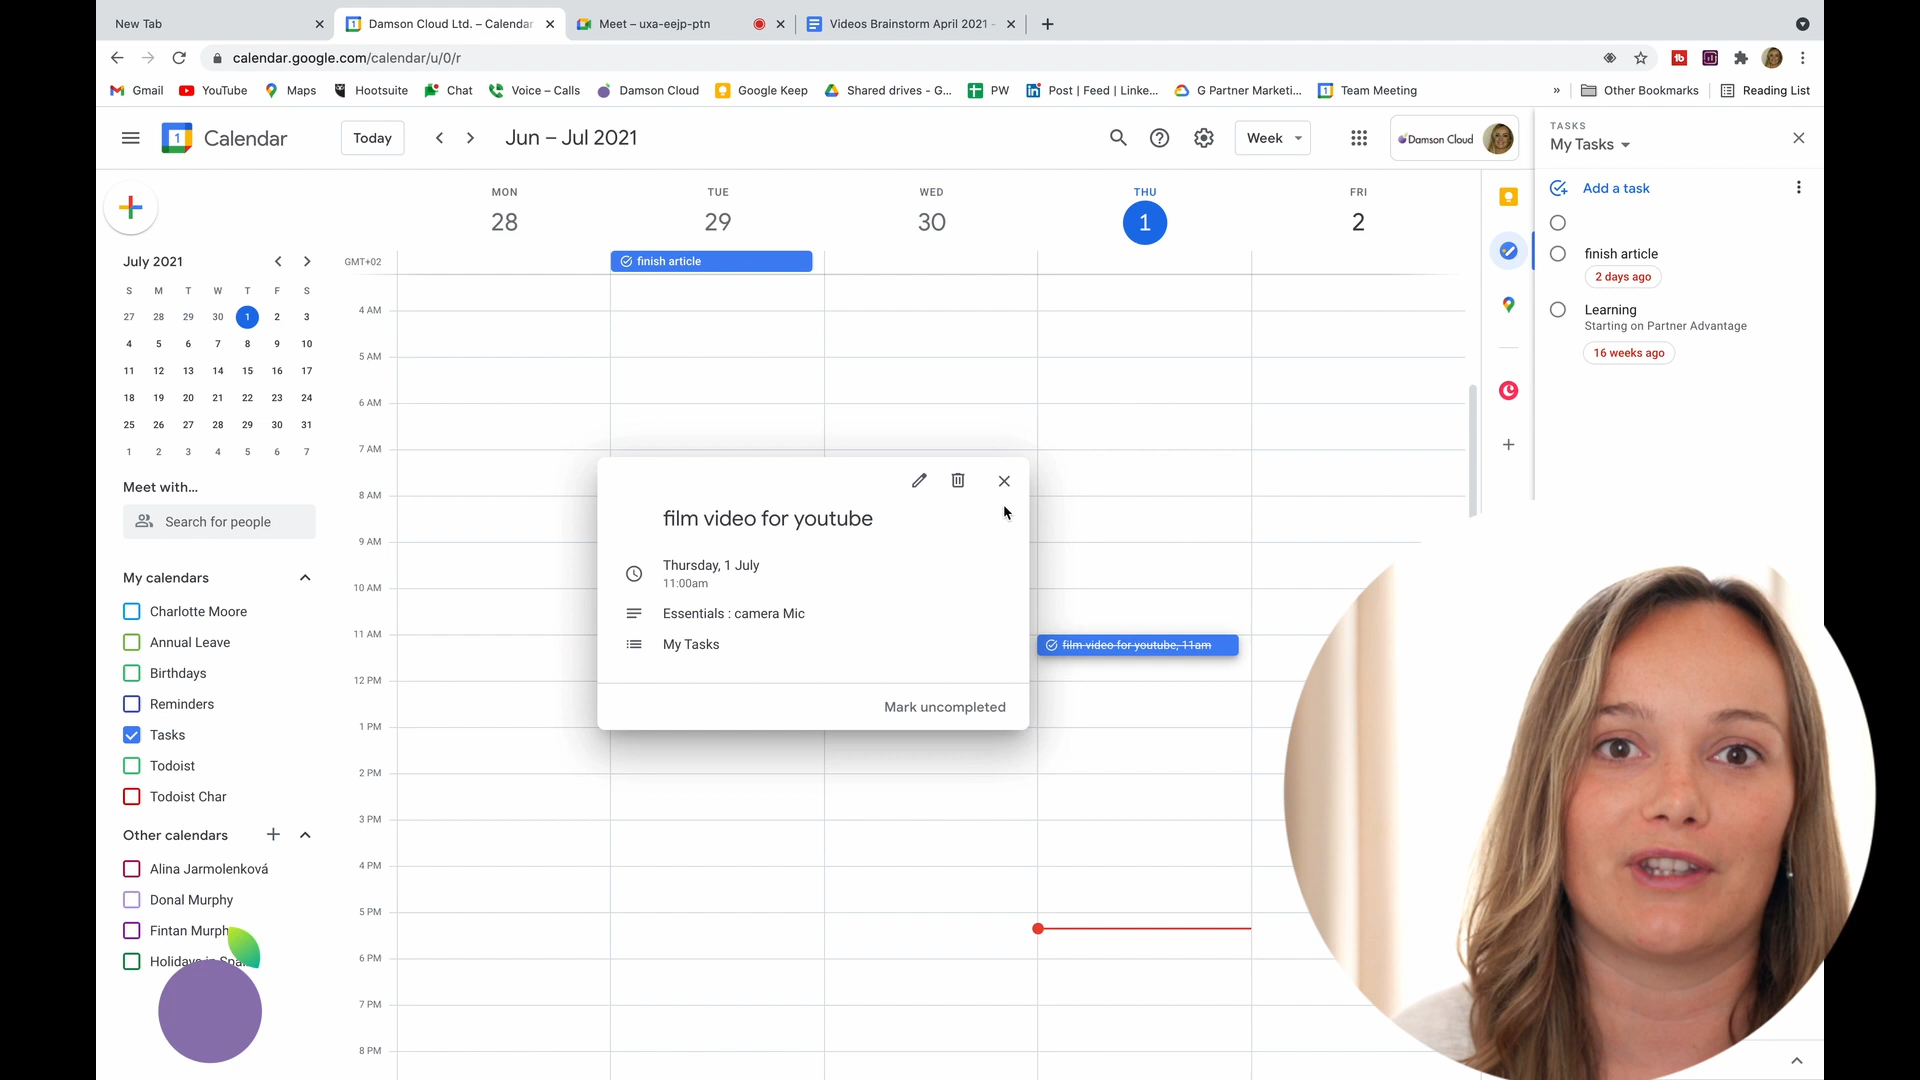 New Tab
Damson Cloud Ltd. – Calendar
Meet – uxa-eejp-ptn
Videos Brainstorm April 2021 -
calendar.google.com/calendar/u/0/r
Gmail
YouTube
Maps
Hootsuite
Chat
Voice – Calls
Damson Cloud
Google Keep
Shared drives - G...
PW
Post | Feed | Linke...
G Partner Marketi...
Team Meeting
»
Other Bookmarks
Reading List
Calendar
Today
Jun – Jul 2021
Week
Damson Cloud
TASKS
My Tasks
Add a task
finish article
2 days ago
Learning
Starting on Partner Advantage
16 weeks ago
MON
28
TUE
29
WED
30
THU
1
FRI
2
GMT+02
finish article
July 2021
S M T W T F S
27 28 29 30 1 2 3
4 5 6 7 8 9 10
11 12 13 14 15 16 17
18 19 20 21 22 23 24
25 26 27 28 29 30 31
1 2 3 4 5 6 7
Meet with...
Search for people
My calendars
Charlotte Moore
Annual Leave
Birthdays
Reminders
Tasks
Todoist
Todoist Char
Other calendars
Alina Jarmolenková
Donal Murphy
Fintan Murph
Holidays in Spa
4 AM
5 AM
6 AM
7 AM
8 AM
9 AM
10 AM
11 AM
12 PM
1 PM
2 PM
3 PM
4 PM
5 PM
6 PM
7 PM
8 PM
film video for youtube
Thursday, 1 July
11:00am
Essentials : camera Mic
My Tasks
Mark uncompleted
film video for youtube, 11am